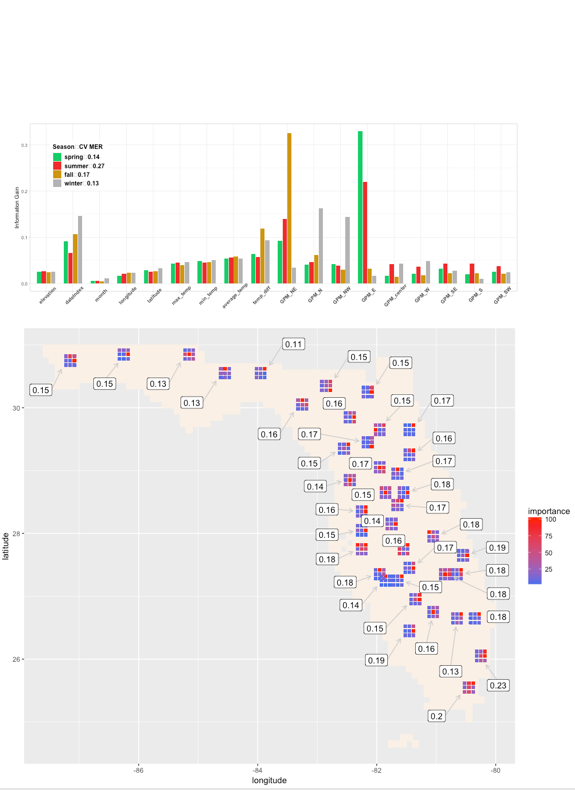 Season CV MER
spring 0.14
summer 0.27
fall 0.17
winter 0.13
Information Gain
0.3
0.2
0.1
0.0
elevation
dataclass
month
longitude
latitude
max_temp
min_temp
average_temp
temp_diff
GPM_NE
GPM_N
GPM_NW
GPM_E
GPM_center
GPM_W
GPM_SE
GPM_S
GPM_SW
0.11
0.15
0.15
0.15
0.15
0.13
0.13
0.16
0.15
0.17
30
0.16
0.17
0.16
0.15
0.17
0.17
0.14
0.15
0.18
0.16
0.17
0.14
0.18
0.15
0.16
0.17
0.19
28
0.18
0.18
0.18
0.15
0.14
0.18
0.18
0.15
0.16
0.19
0.13
26
0.23
0.2
latitude
importance
100
75
50
25
-86
-84
-82
-80
longitude